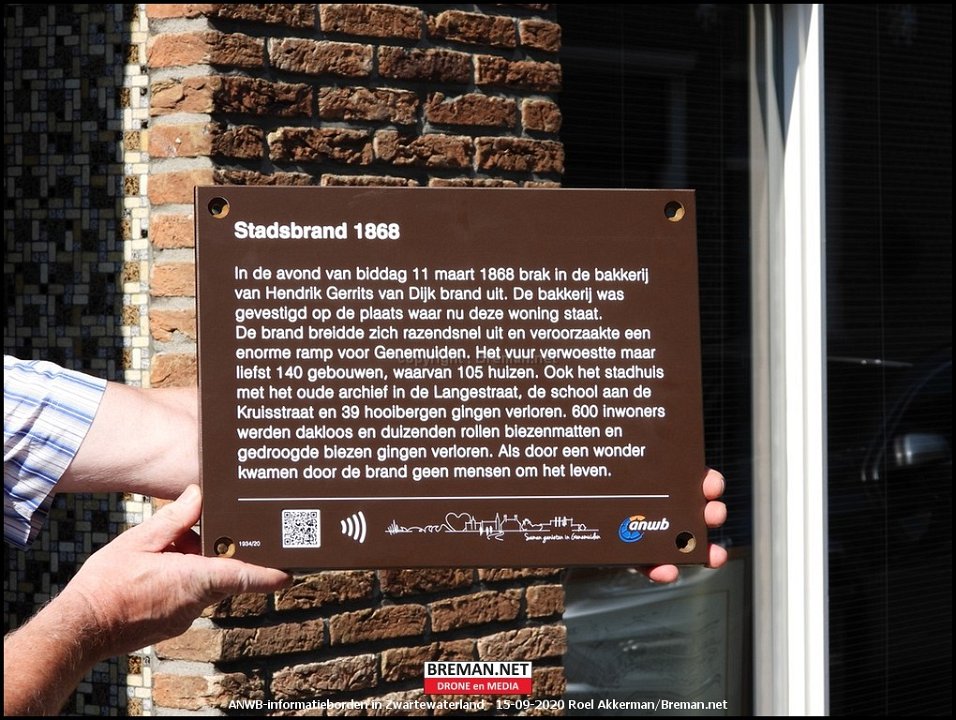 Stadsbrand 1868
In de avond van biddag 11 maart 1868 brak in de bakkerij
van Hendrik Gerrits van Dijk brand uit. De bakkerij was
gevestigd op de plaats waar nu deze woning staat.
De brand breidde zich razendsnel uit en veroorzaakte een
enorme ramp voor Genemuiden. Het vuur verwoestte maar
liefst 140 gebouwen, waarvan 105 huizen. Ook het stadhuis
met het oude archief in de Langestraat, de school aan de
Kruisstraat en 39 hooibergen gingen verloren. 600 inwoners
werden dakloos en duizenden rollen biezenmatten en
gedroogde biezen gingen verloren. Als door een wonder
kwamen door de brand geen mensen om het leven.
1934/20
Samen genieten in Genemuiden
anwb
BREMAN.NET
DRONE en MEDIA
ANWB-informatieborden in Zwartewaterland - 15-09-2020 Roel Akkerman/Breman.net